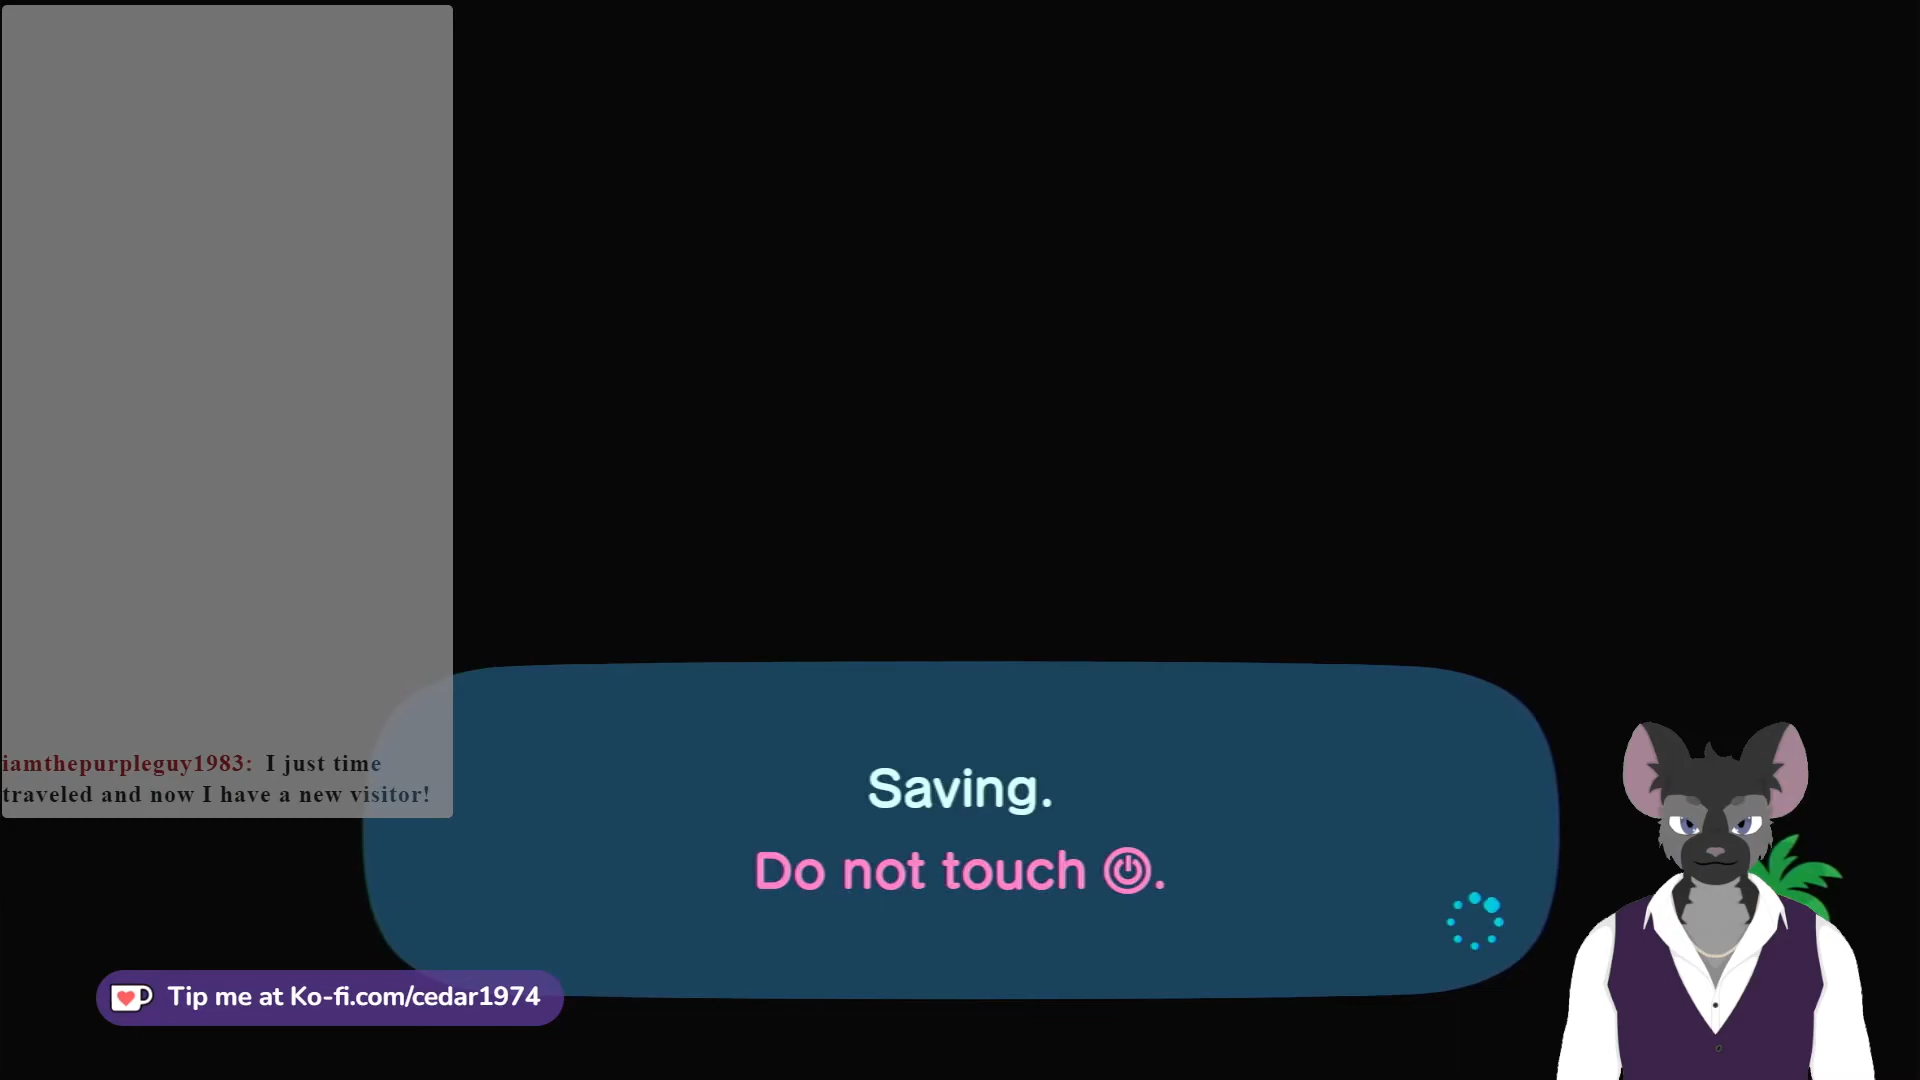 iamthepurpleguy1983: I just time
traveled and now I have a new visitor!
Saving.
Do not touch ⏻.
Tip me at Ko-fi.com/cedar1974